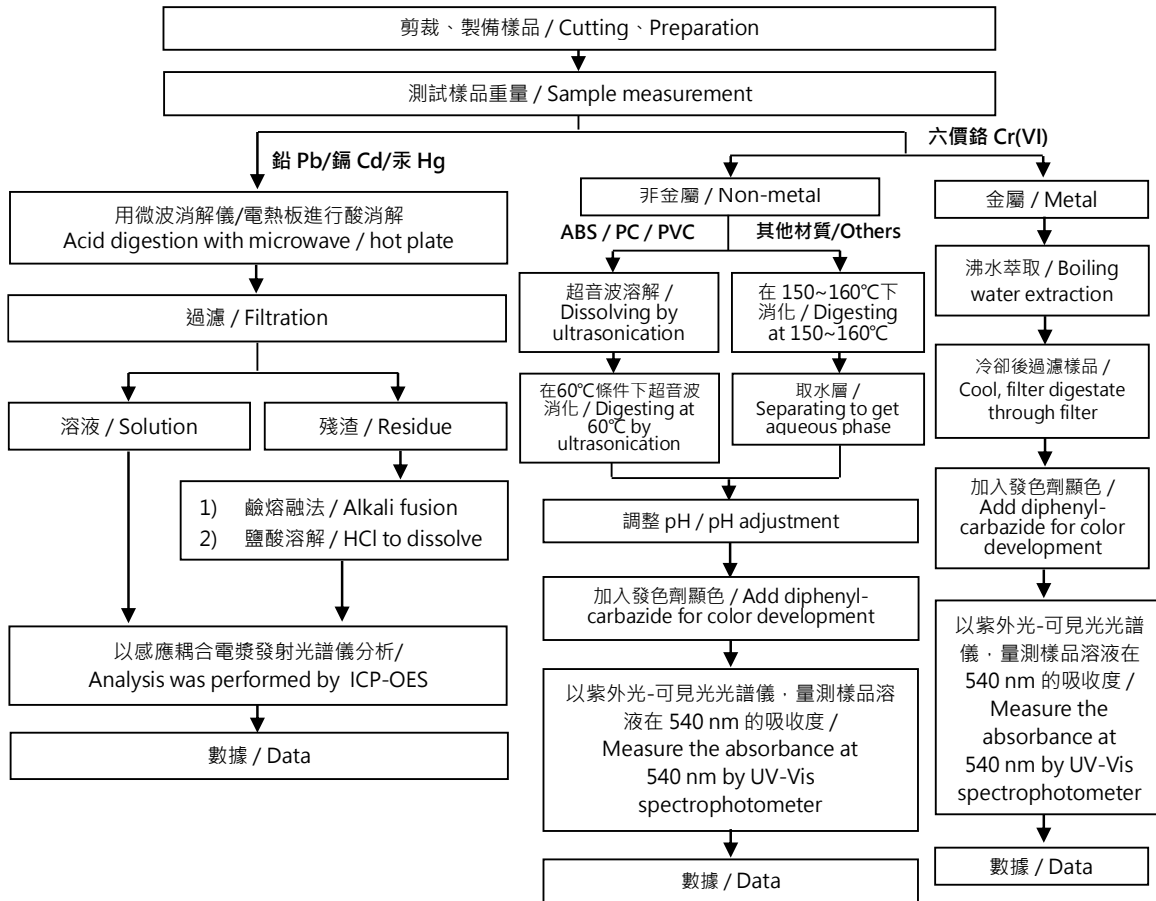 剪裁、製備樣品 / Cutting、Preparation
測試樣品重量 / Sample measurement
鉛 Pb/鎘 Cd/汞 Hg
六價鉻 Cr(VI)
用微波消解儀/電熱板進行酸消解
Acid digestion with microwave / hot plate
過濾 / Filtration
溶液 / Solution
殘渣 / Residue
1) 鹼熔融法 / Alkali fusion
2) 鹽酸溶解 / HCl to dissolve
以感應耦合電漿發射光譜儀分析/
Analysis was performed by ICP-OES
數據 / Data
非金屬 / Non-metal
ABS / PC / PVC
其他材質/Others
超音波溶解 /
Dissolving by
ultrasonication
在60℃條件下超音波
消化 / Digesting at
60℃ by
ultrasonication
在 150~160℃下
消化 / Digesting
at 150~160℃
取水層 /
Separating to get
aqueous phase
調整 pH / pH adjustment
加入發色劑顯色 / Add diphenyl-
carbazide for color development
以紫外光-可見光光譜儀，量測樣品溶
液在 540 nm 的吸收度 /
Measure the absorbance at
540 nm by UV-Vis
spectrophotometer
數據 / Data
金屬 / Metal
沸水萃取 / Boiling
water extraction
冷卻後過濾樣品 /
Cool, filter digestate
through filter
加入發色劑顯色 /
Add diphenyl-
carbazide for color
development
以紫外光-可見光光譜
儀，量測樣品溶液在
540 nm 的吸收度 /
Measure the
absorbance at
540 nm by UV-Vis
spectrophotometer
數據 / Data